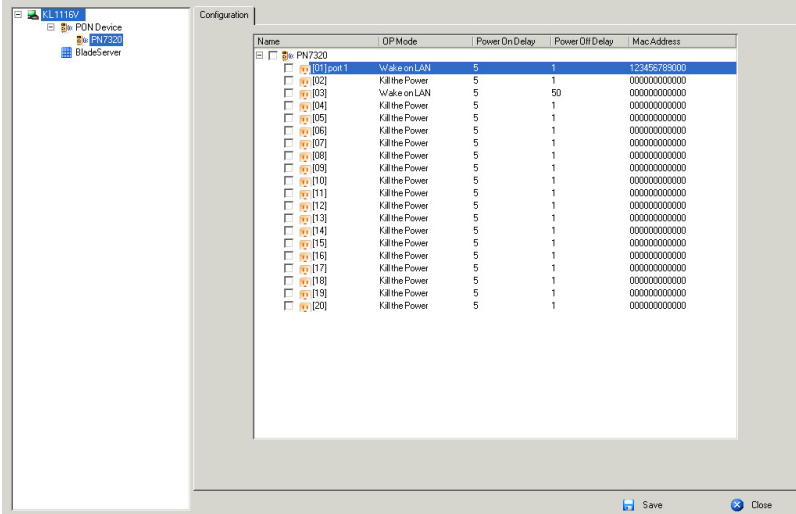 KL1116V
PON Device
PN7320
BladeServer
Configuration
Name OP Mode Power On Delay Power Off Delay Mac Address
PN7320
[01] port 1 Wake on LAN 5 1 123456789000
[02] Kill the Power 5 1 000000000000
[03] Wake on LAN 5 50 000000000000
[04] Kill the Power 5 1 000000000000
[05] Kill the Power 5 1 000000000000
[06] Kill the Power 5 1 000000000000
[07] Kill the Power 5 1 000000000000
[08] Kill the Power 5 1 000000000000
[09] Kill the Power 5 1 000000000000
[10] Kill the Power 5 1 000000000000
[11] Kill the Power 5 1 000000000000
[12] Kill the Power 5 1 000000000000
[13] Kill the Power 5 1 000000000000
[14] Kill the Power 5 1 000000000000
[15] Kill the Power 5 1 000000000000
[16] Kill the Power 5 1 000000000000
[17] Kill the Power 5 1 000000000000
[18] Kill the Power 5 1 000000000000
[19] Kill the Power 5 1 000000000000
[20] Kill the Power 5 1 000000000000
Save Close